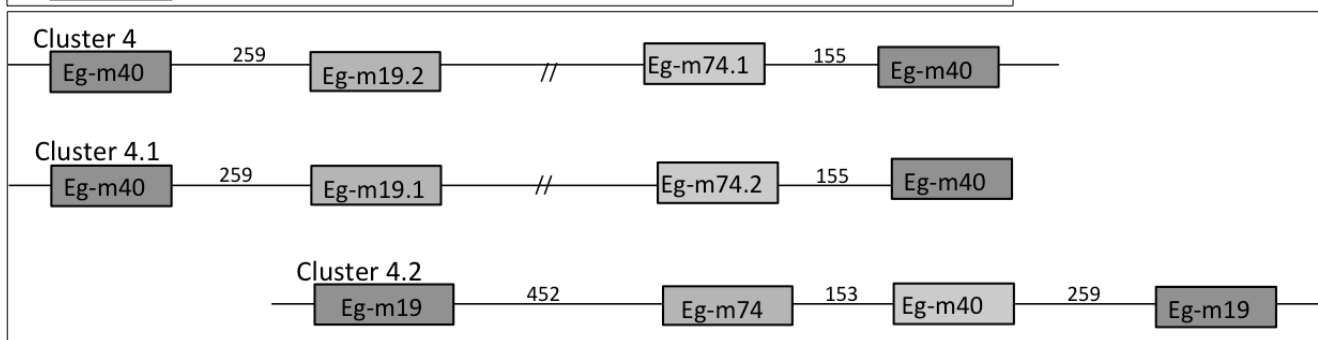 Cluster 4
Eg-m40 259 Eg-m19.2 // Eg-m74.1 155 Eg-m40
Cluster 4.1
Eg-m40 259 Eg-m19.1 // Eg-m74.2 155 Eg-m40
Cluster 4.2
Eg-m19 452 Eg-m74 153 Eg-m40 259 Eg-m19